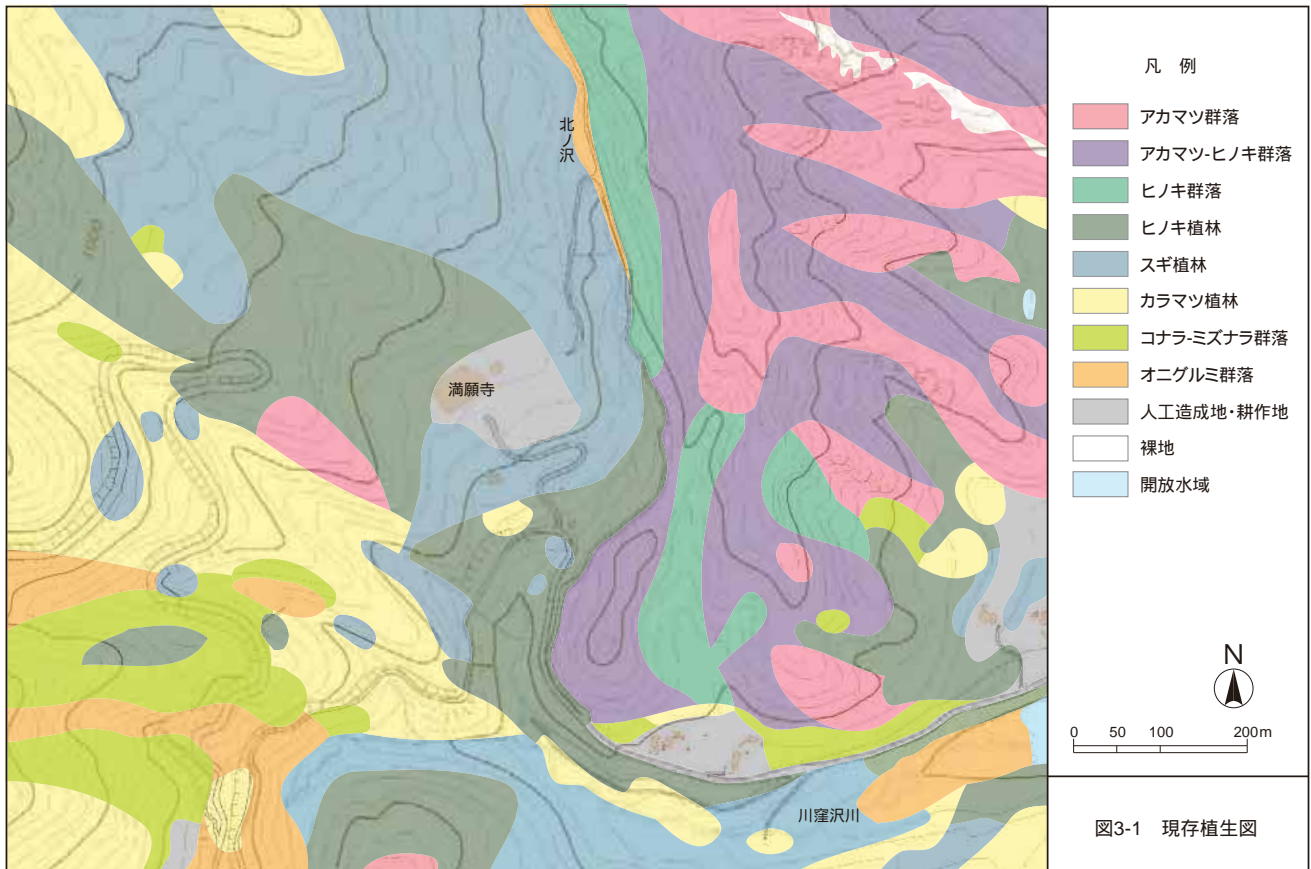 北ノ沢
1000
満願寺
川窪沢川
凡 例
アカマツ群落
アカマツ-ヒノキ群落
ヒノキ群落
ヒノキ植林
スギ植林
カラマツ植林
コナラ-ミズナラ群落
オニグルミ群落
人工造成地・耕作地
裸地
開放水域
N
0 50 100 200m
図3-1 現存植生図